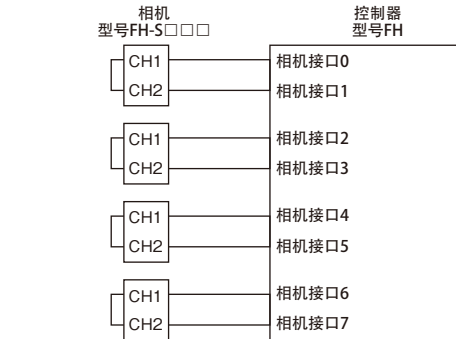 相机
型号FH-S□□□
控制器
型号FH
CH1
相机接口0
CH2
相机接口1
CH1
相机接口2
CH2
相机接口3
CH1
相机接口4
CH2
相机接口5
CH1
相机接口6
CH2
相机接口7